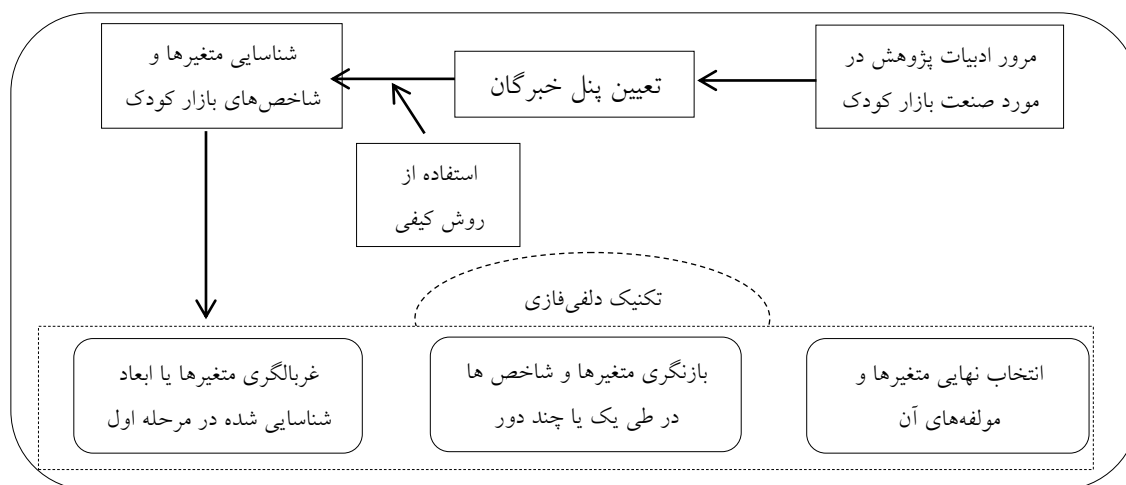 مرور ادبیات پژوهش در
مورد صنعت بازار کودک
تعیین پنل خبرگان
شناسایی متغیرها و
شاخص‌های بازار کودک
استفاده از
روش کیفی
تکنیک دلفی‌فازی
غربالگری متغیرها یا ابعاد
شناسایی شده در مرحله اول
بازنگری متغیرها و شاخص ها
در طی یک یا چند دور
انتخاب نهایی متغیرها و
مولفه‌های آن